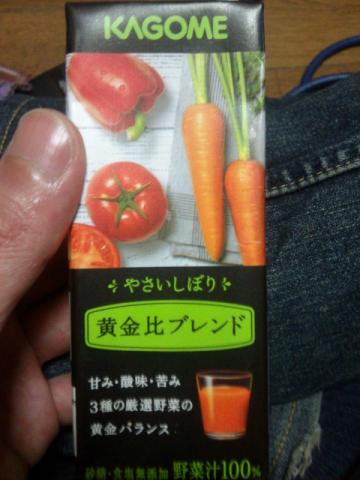 KAGOME
やさいしぼり
黄金比ブレンド
甘み・酸味・苦み
3種の厳選野菜の
黄金バランス
砂糖・食塩無添加 野菜汁100%